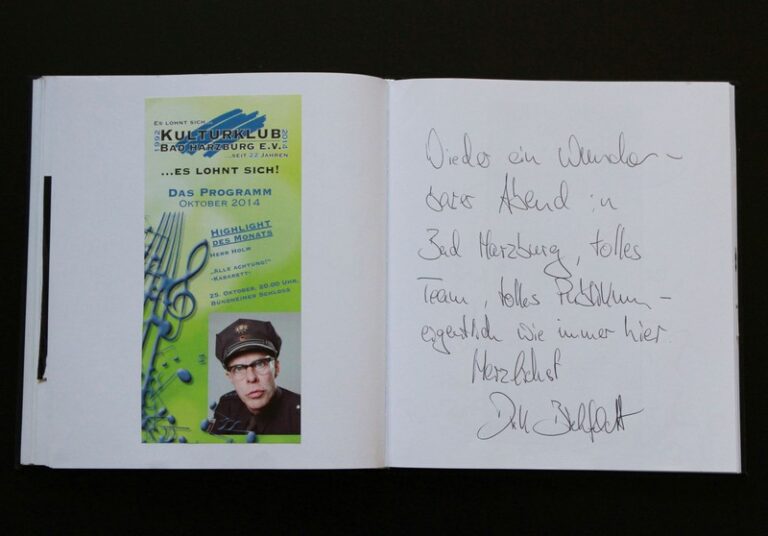 ES LOHNT SICH...
1992 KULTURKLUB 2014
BAD HARZBURG E.V.
...SEIT 22 JAHREN
...ES LOHNT SICH!
DAS PROGRAMM
OKTOBER 2014
HIGHLIGHT
DES MONATS
HERR HOLM
„ALLE ACHTUNG!"
-KABARETT-
25. OKTOBER, 20.00 UHR,
BÜNDHEIMER SCHLOSS
Wieder ein wunder-
barer Abend in
Bad Harzburg, tolles
Team, tolles Publikum –
eigentlich wie immer hier.
Herzlichst
Dirk Bielefeldt